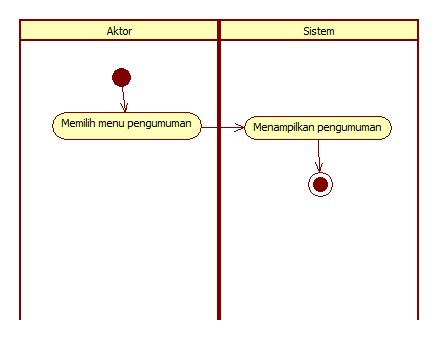 Aktor
Sistem
Memilih menu pengumuman
Menampilkan pengumuman